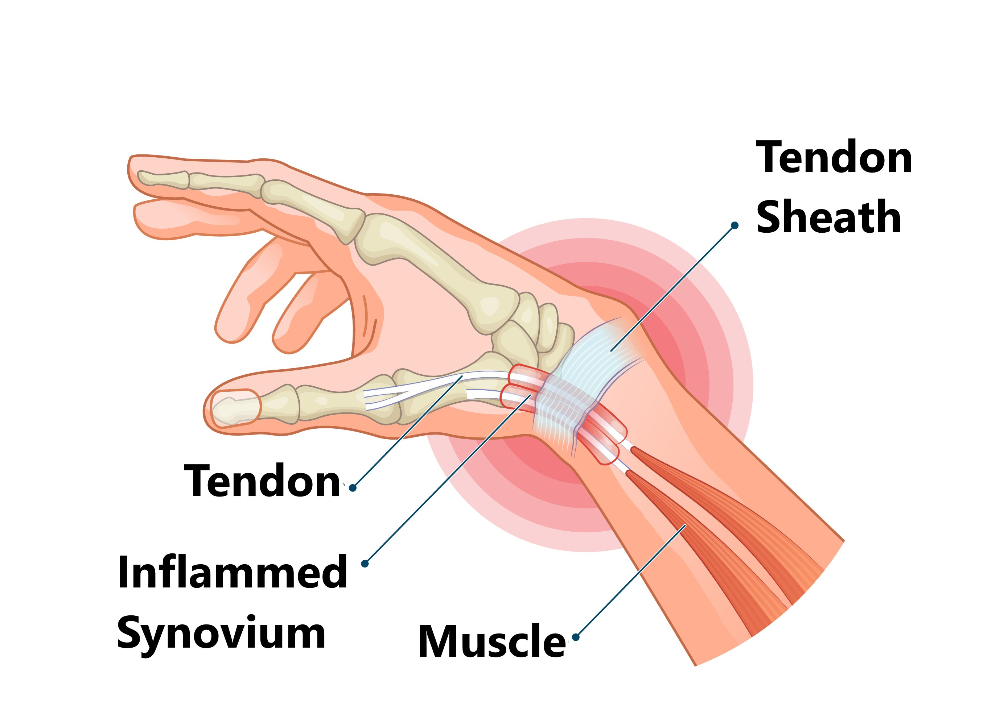 Tendon
Sheath
Tendon
Inflammed
Synovium
Muscle